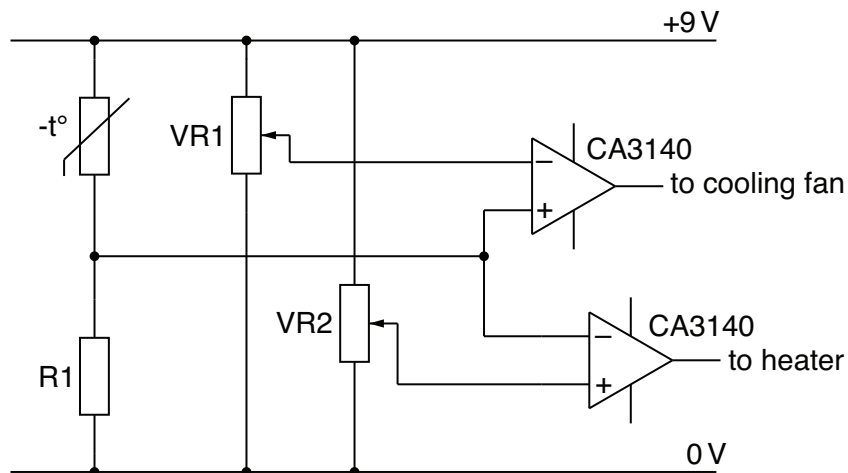 +9 V
-t°
VR1
CA3140
−
to cooling fan
+
VR2
CA3140
−
R1
to heater
+
0 V